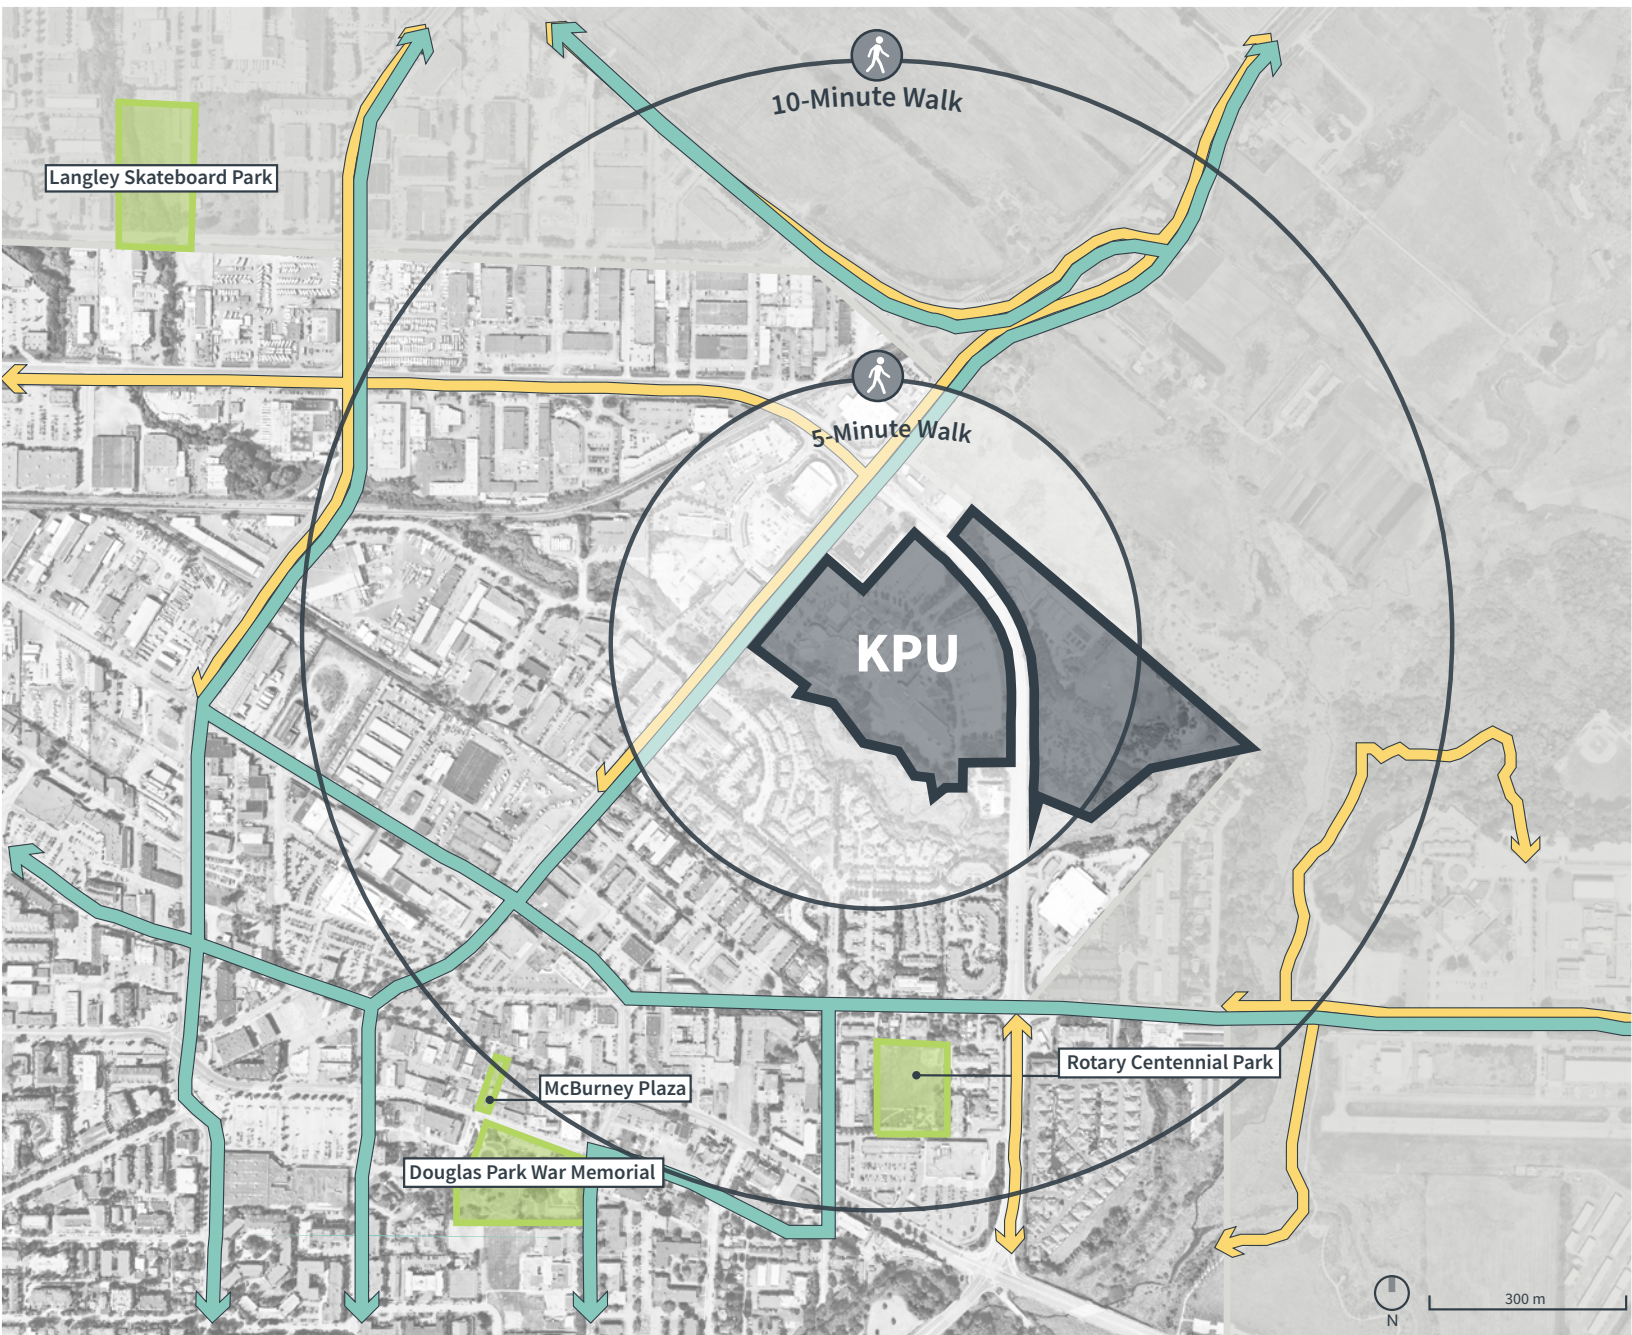 10-Minute Walk
Langley Skateboard Park
5-Minute Walk
KPU
Rotary Centennial Park
McBurney Plaza
Douglas Park War Memorial
300 m
N